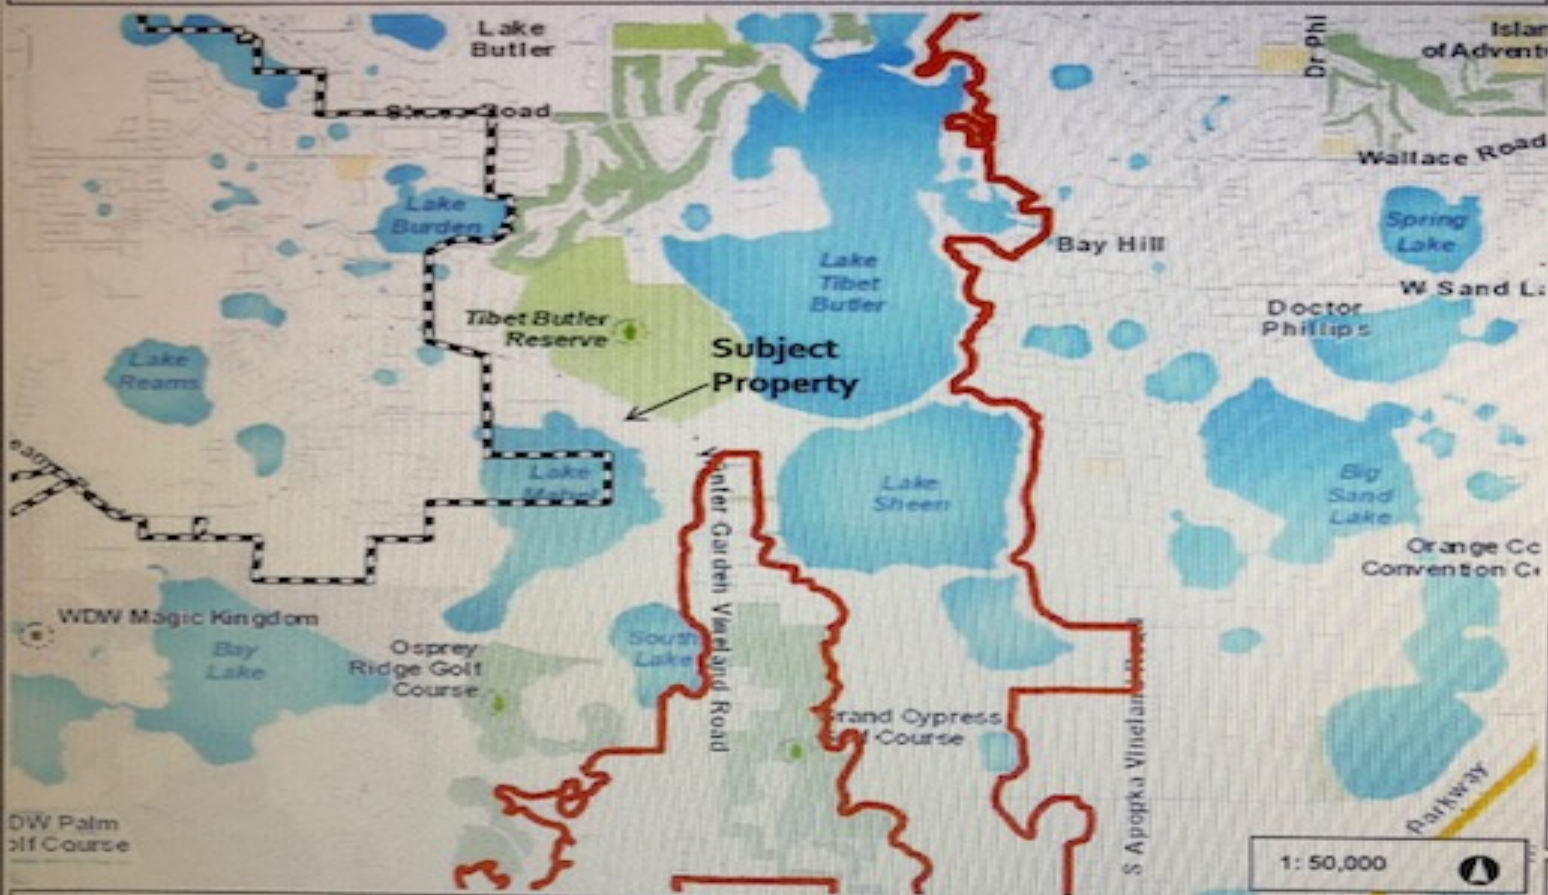 Lake
Butler
Dr Phi
Islan
of Advent
Road
Wallace Road
Lake
Burden
Spring
Lake
Bay Hill
Lake
Tibet
Butler
W Sand La
Doctor
Phillips
Tibet Butler
Reserve
Subject
Property
Lake
Reams
Lake
Mabel
Lake
Sheen
Big
Sand
Lake
Winter Garden Vineland Road
Orange Co
Convention Ce
WDW Magic Kingdom
Bay
Lake
Osprey
Ridge Golf
Course
South
Lake
Grand Cypress
Golf Course
S Apopka Vineland Road
Parkway
DW Palm
olf Course
1: 50,000